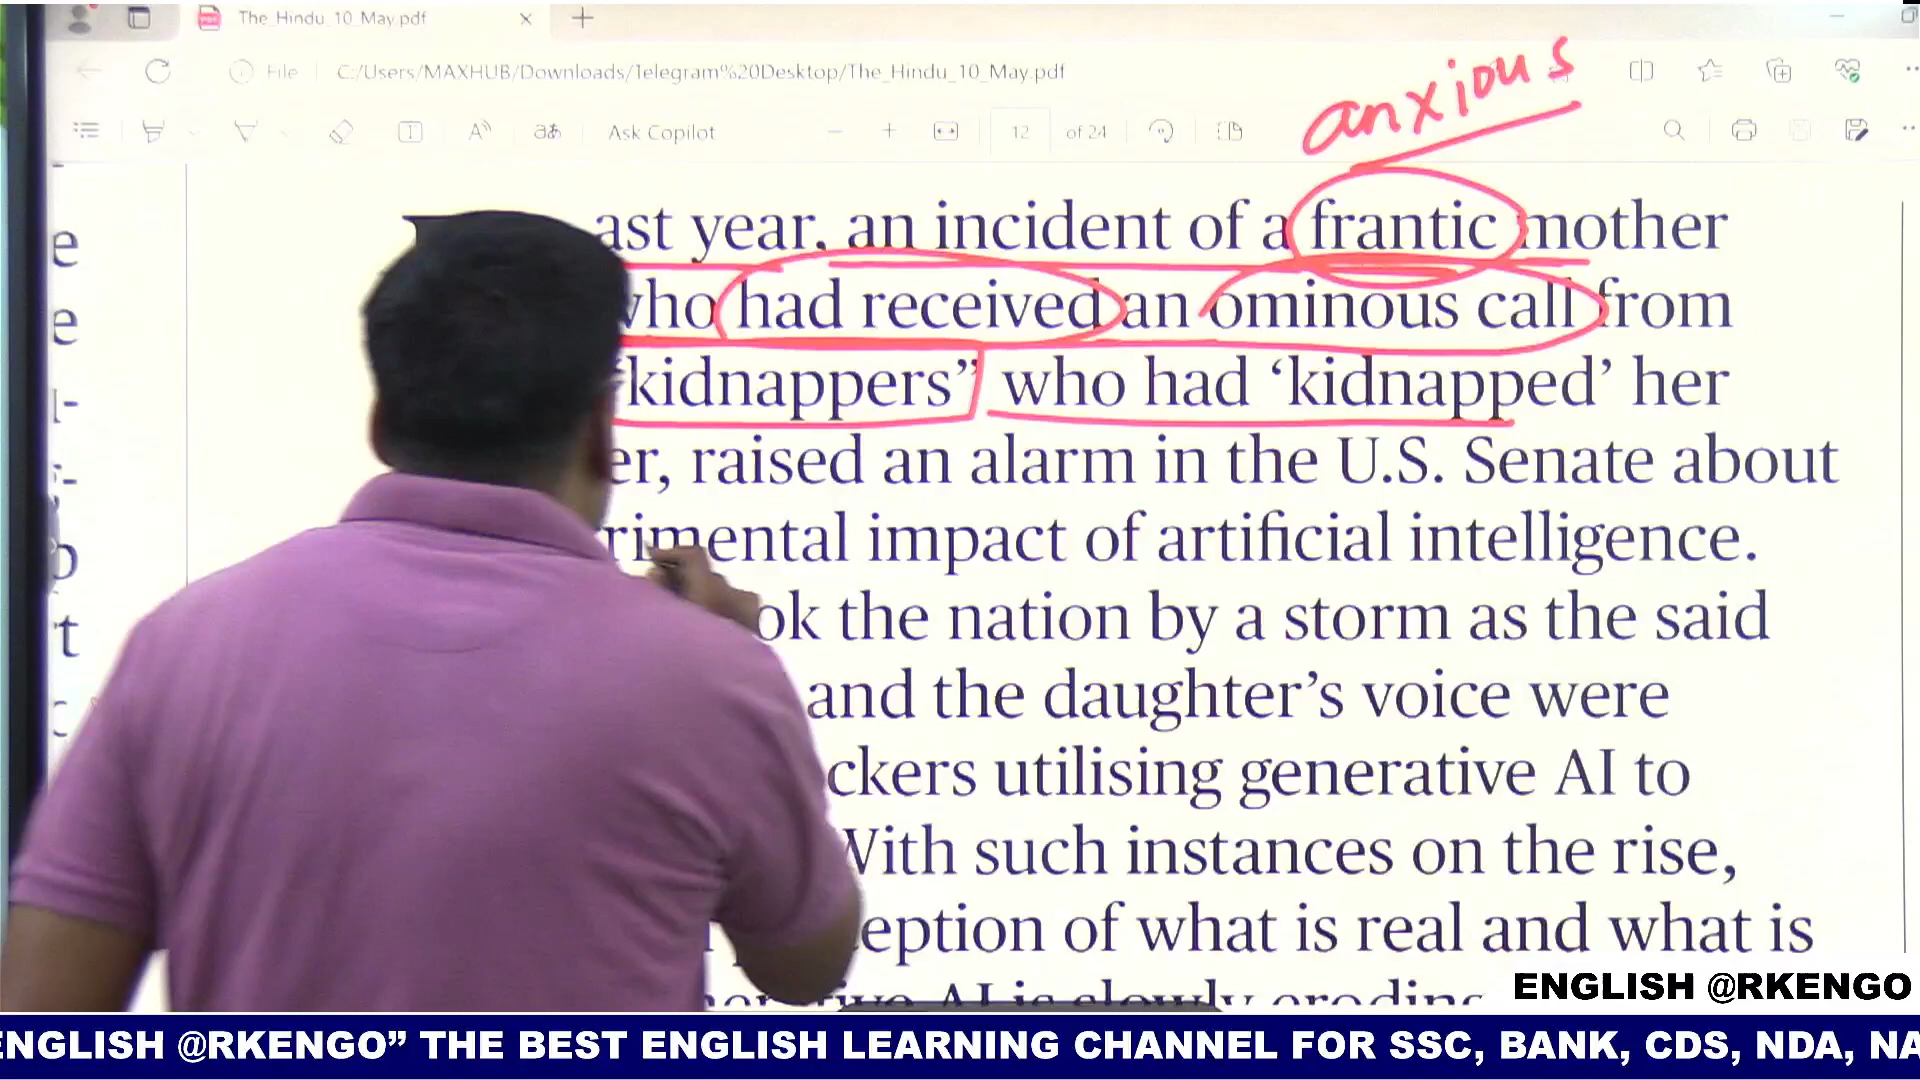 The_Hindu_10_May.pdf
File
C:/Users/MAXHUB/Downloads/Telegram%20Desktop/The_Hindu_10_May.pdf
anxious
Ask Copilot
12
of 24
ast year, an incident of a frantic mother
who had received an ominous call from
“kidnappers” who had ‘kidnapped’ her
er, raised an alarm in the U.S. Senate about
rimental impact of artificial intelligence.
ok the nation by a storm as the said
and the daughter’s voice were
ckers utilising generative AI to
With such instances on the rise,
eption of what is real and what is
AI is slowly
ENGLISH @RKENGO
ENGLISH @RKENGO” THE BEST ENGLISH LEARNING CHANNEL FOR SSC, BANK, CDS, NDA, NA